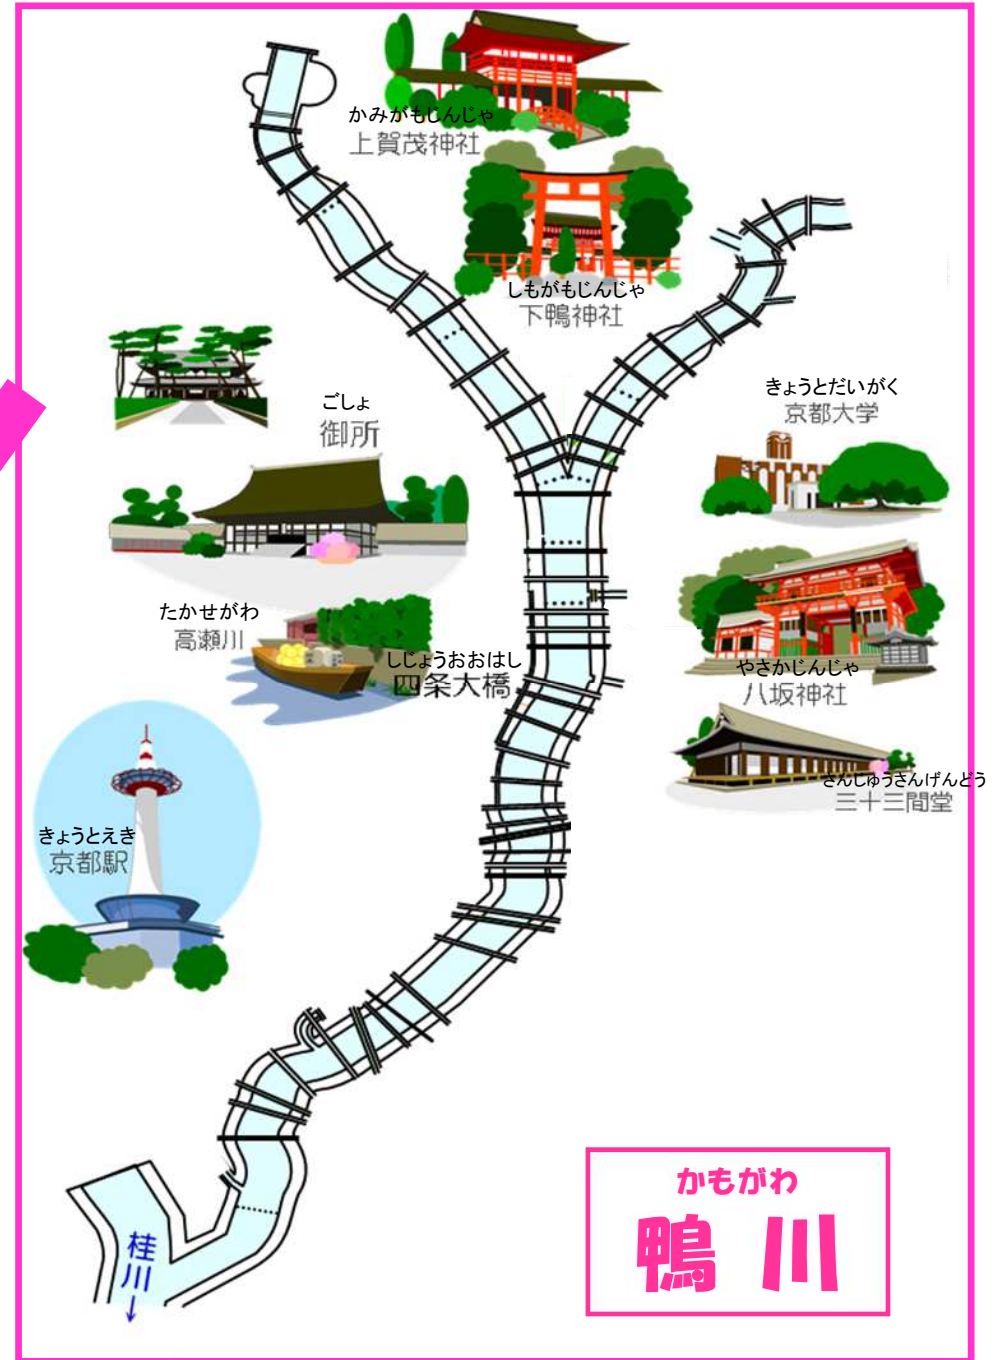 かみがもじんじゃ
上賀茂神社
しもがもじんじゃ
下鴨神社
ごしょ
御所
きょうとだいがく
京都大学
たかせがわ
高瀬川
しじょうおおはし
四条大橋
やさかじんじゃ
八坂神社
さんじゅうさんげんどう
三十三間堂
きょうとえき
京都駅
かもがわ
鴨川
桂川→